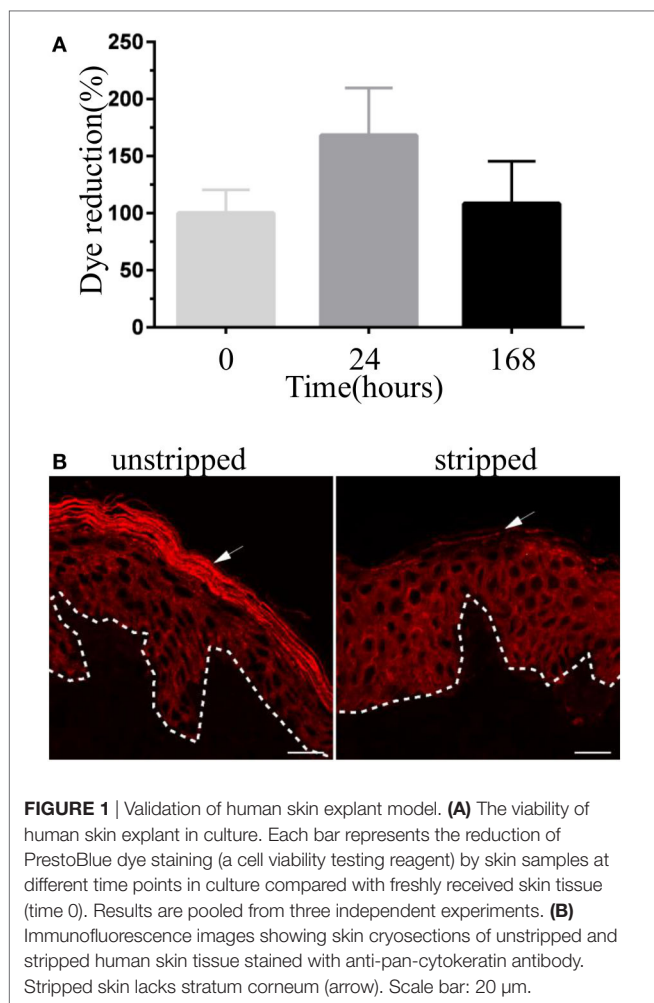 A
250
200
150
100
50
0
Dye reduction(%)
0 24 168
Time(hours)
B
unstripped stripped
FIGURE 1 | Validation of human skin explant model. (A) The viability of
human skin explant in culture. Each bar represents the reduction of
PrestoBlue dye staining (a cell viability testing reagent) by skin samples at
different time points in culture compared with freshly received skin tissue
(time 0). Results are pooled from three independent experiments. (B)
Immunofluorescence images showing skin cryosections of unstripped and
stripped human skin tissue stained with anti-pan-cytokeratin antibody.
Stripped skin lacks stratum corneum (arrow). Scale bar: 20 μm.